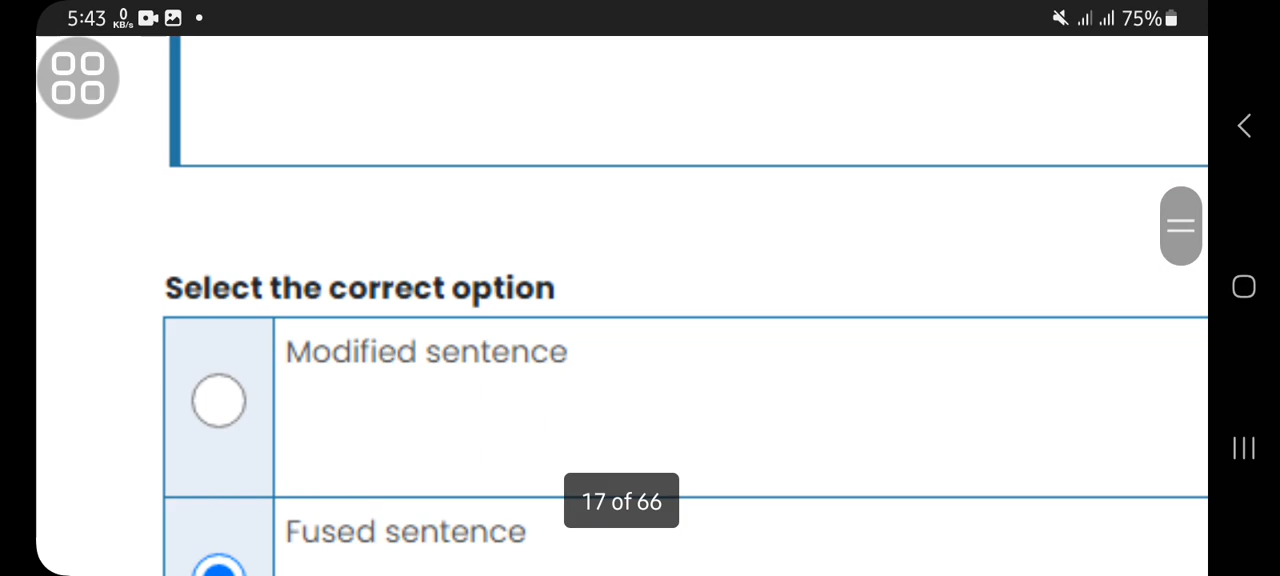 5:43 0 KB/s 75%
Select the correct option
Modified sentence
17 of 66
Fused sentence